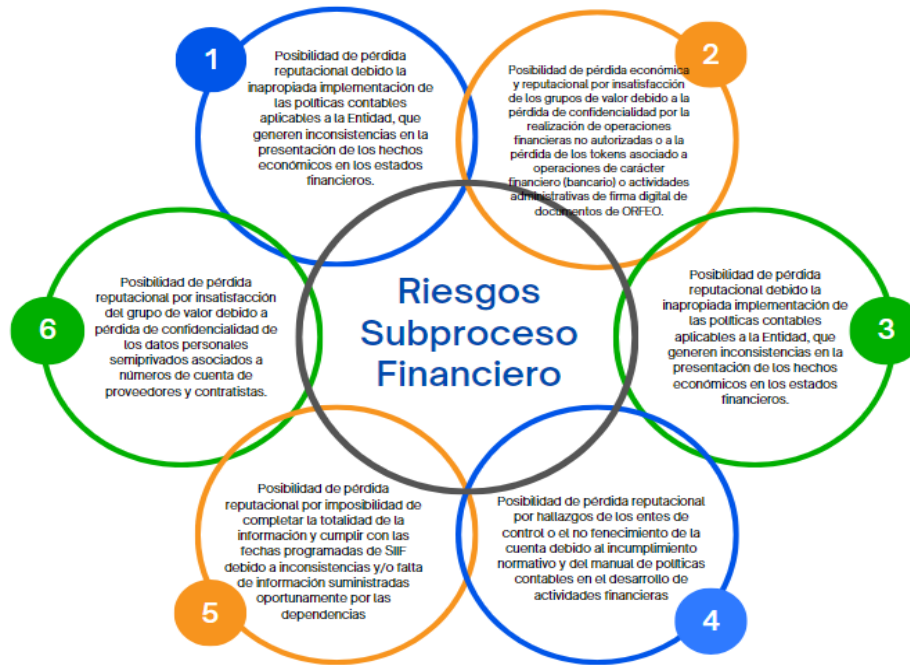 1
Posibilidad de pérdida
reputacional debido la
inapropiada implementación de
las políticas contables
aplicables a la Entidad, que
generen inconsistencias en la
presentación de los hechos
económicos en los estados
financieros.
2
Posibilidad de pérdida económica
y reputacional por insatisfacción
de los grupos de valor debido a la
pérdida de confidencialidad por la
realización de operaciones
financieras no autorizadas o a la
pérdida de los tokens asociado a
operaciones de carácter
financiero (bancario) o actividades
administrativas de firma digital de
documentos de ORFEO.
Riesgos
Subproceso
Financiero
3
Posibilidad de pérdida
reputacional debido la
inapropiada implementación de
las políticas contables
aplicables a la Entidad, que
generen inconsistencias en la
presentación de los hechos
económicos en los estados
financieros.
4
Posibilidad de pérdida reputacional
por hallazgos de los entes de
control o el no fenecimiento de la
cuenta debido al incumplimiento
normativo y del manual de políticas
contables en el desarrollo de
actividades financieras
5
Posibilidad de pérdida
reputacional por imposibilidad de
completar la totalidad de la
información y cumplir con las
fechas programadas de SIIF
debido a inconsistencias y/o falta
de información suministradas
oportunamente por las
dependencias
6
Posibilidad de pérdida
reputacional por insatisfacción
del grupo de valor debido a
pérdida de confidencialidad de
los datos personales
semiprivados asociados a
números de cuenta de
proveedores y contratistas.